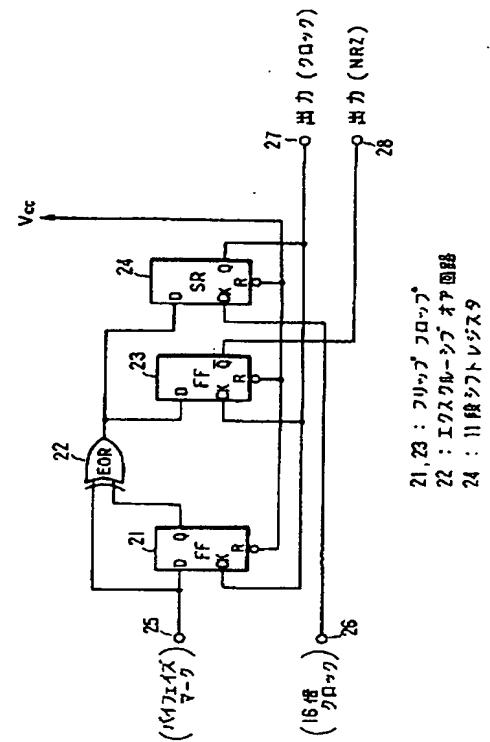 Vcc
22
EOR
21
D
Q
FF
CK
R
23
D
Q̅
FF
CK
R
24
D
Q
SR
CK
R
25
(バイフェイズ
マーク)
26
(16倍
クロック)
27
出力 (クロック)
28
出力 (NRZ)
21,23 : フリップ フロップ
22 : エクスクルーシブ オア 回路
24 : 11段シフトレジスタ